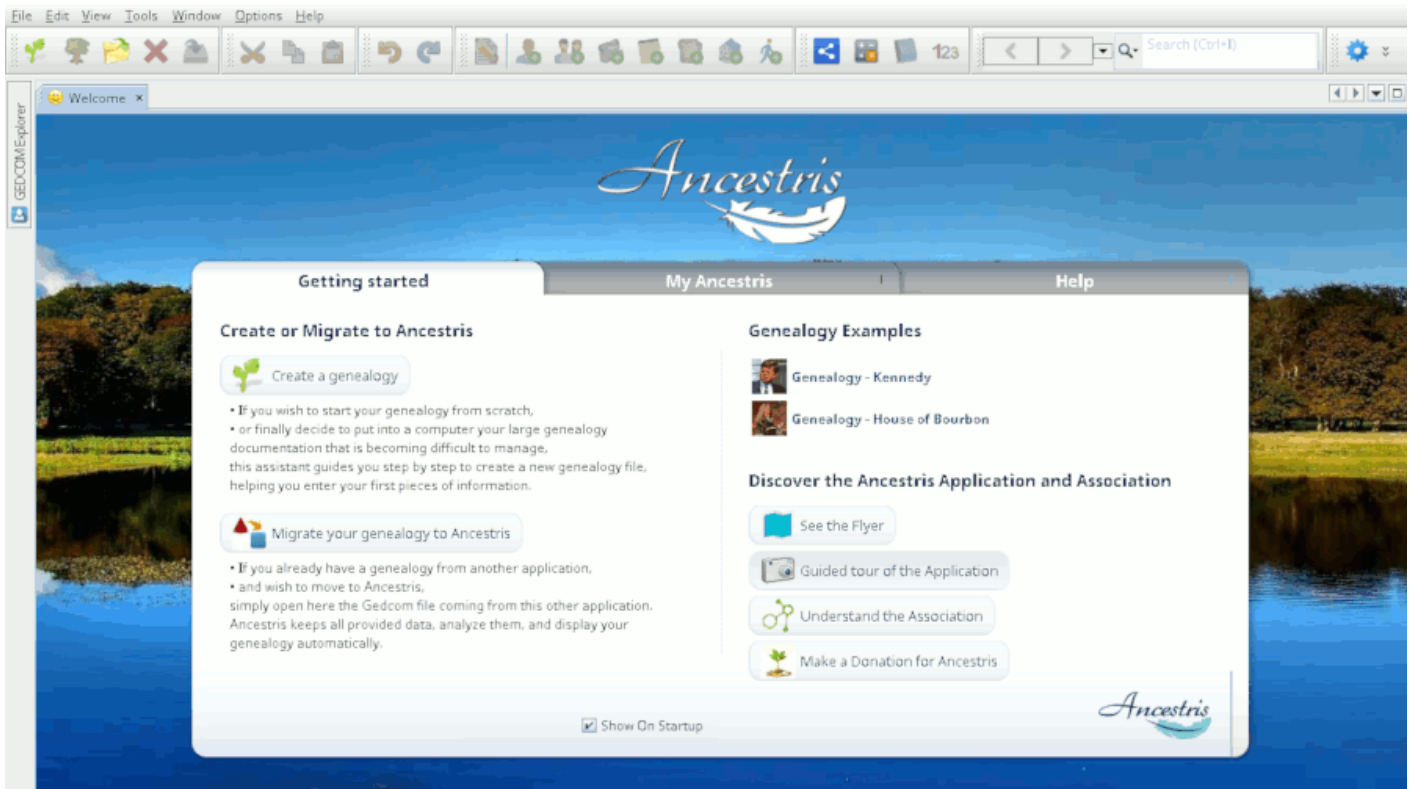 File Edit View Tools Window Options Help
123
Search (Ctrl+I)
GEDCOM Explorer
Welcome
Ancestris
Getting started
My Ancestris
Help
Create or Migrate to Ancestris
Create a genealogy
• If you wish to start your genealogy from scratch,
• or finally decide to put into a computer your large genealogy
documentation that is becoming difficult to manage,
this assistant guides you step by step to create a new genealogy file,
helping you enter your first pieces of information.
Migrate your genealogy to Ancestris
• If you already have a genealogy from another application,
• and wish to move to Ancestris,
simply open here the Gedcom file coming from this other application.
Ancestris keeps all provided data, analyze them, and display your
genealogy automatically.
Genealogy Examples
Genealogy - Kennedy
Genealogy - House of Bourbon
Discover the Ancestris Application and Association
See the Flyer
Guided tour of the Application
Understand the Association
Make a Donation for Ancestris
Show On Startup
Ancestris